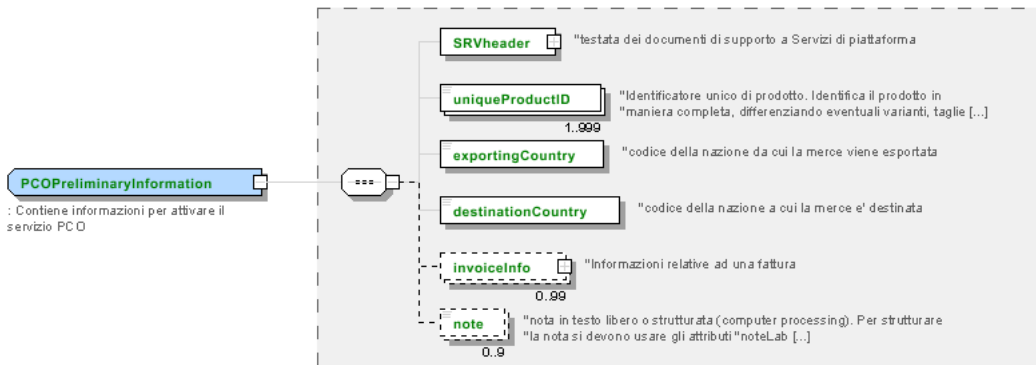 SRVheader
"testata dei documenti di supporto a Servizi di piattaforma
uniqueProductID
"Identificatore unico di prodotto. Identifica il prodotto in
"maniera completa, differenziando eventuali varianti, taglie [...]
1..999
exportingCountry
"codice della nazione da cui la merce viene esportata
PCOPreliminaryInformation
: Contiene informazioni per attivare il
servizio PCO
destinationCountry
"codice della nazione a cui la merce e' destinata
invoiceInfo
"Informazioni relative ad una fattura
0..99
note
"nota in testo libero o strutturata (computer processing). Per strutturare
"la nota si devono usare gli attributi "noteLab [...]
0..9